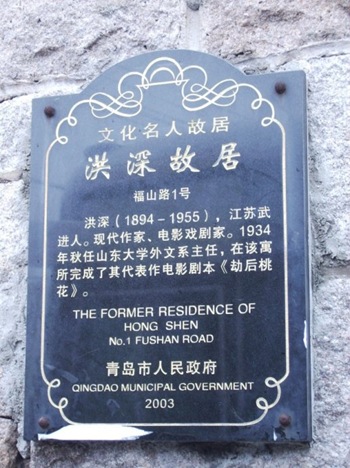 文化名人故居
洪深故居
福山路1号
洪深（1894－1955），江苏武
进人。现代作家、电影戏剧家。1934
年秋任山东大学外文系主任，在该寓
所完成了其代表作电影剧本《劫后桃
花》。
THE FORMER RESIDENCE OF
HONG SHEN
No.1 FUSHAN ROAD
青岛市人民政府
QINGDAO MUNICIPAL GOVERNMENT
2003